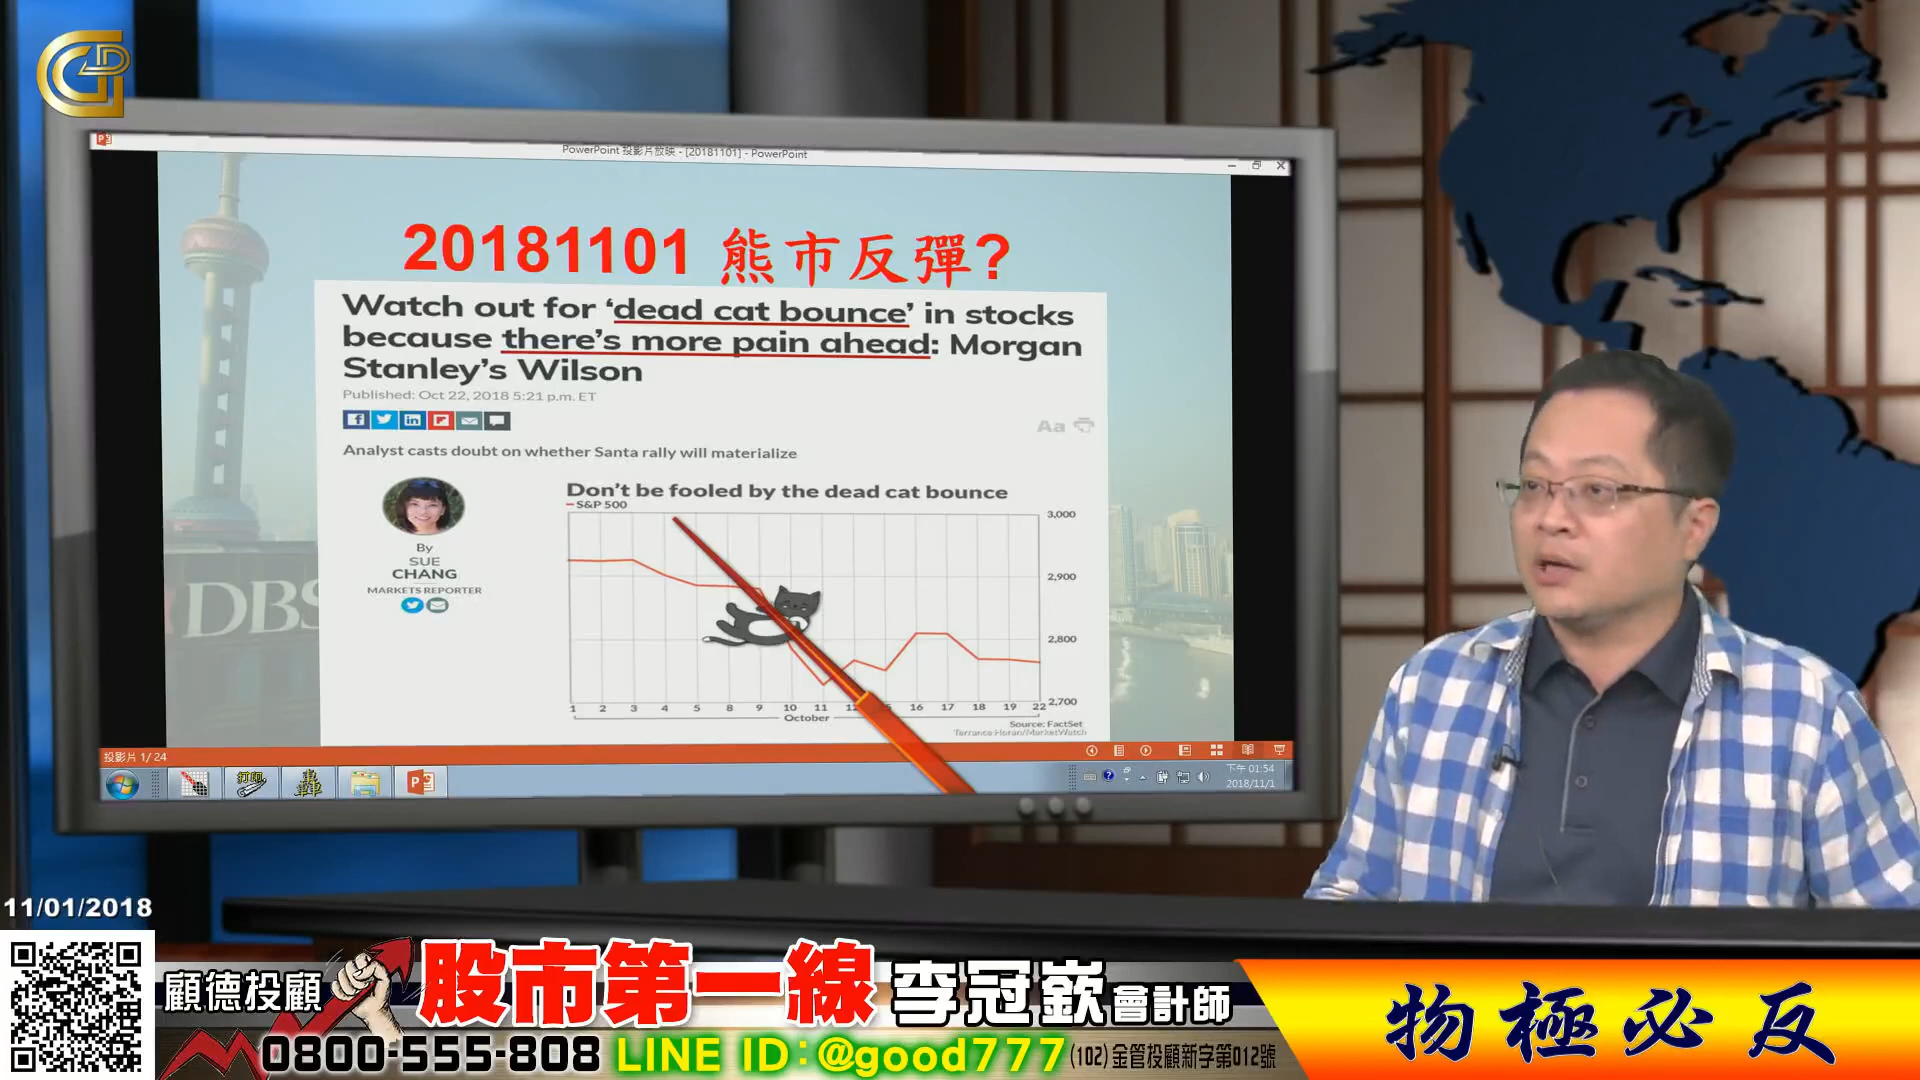 PowerPoint 投影片放映 - [20181101] - PowerPoint
20181101 熊市反彈?
Watch out for ‘dead cat bounce’ in stocks
because there’s more pain ahead: Morgan
Stanley’s Wilson
Published: Oct 22, 2018 5:21 p.m. ET
Aa
Analyst casts doubt on whether Santa rally will materialize
By
SUE
CHANG
MARKETS REPORTER
Don’t be fooled by the dead cat bounce
S&P 500
3,000
2,900
2,800
2,700
1 2 3 4 5 8 9 10 11 16 17 18 19 22
October
Source: FactSet
Terrance Horan/MarketWatch
DBS
投影片 1/24
打印
下午 01:54
2018/11/1
11/01/2018
顧德投顧
股市第一線 李冠嶔會計師
0800-555-808 LINE ID:@good777 (102)金管投顧新字第012號
物極必反